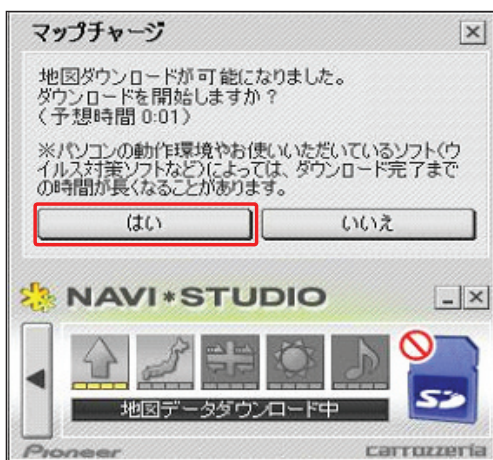 マップチャージ
地図ダウンロードが可能になりました。
ダウンロードを開始しますか？
（予想時間 0:01）
※パソコンの動作環境やお使いいただいているソフト(ウ
イルス対策ソフトなど)によっては、ダウンロード完了まで
の時間が長くなることがあります。
はい
いいえ
NAVI*STUDIO
地図データダウンロード中
SD
Pioneer
carrozzeria